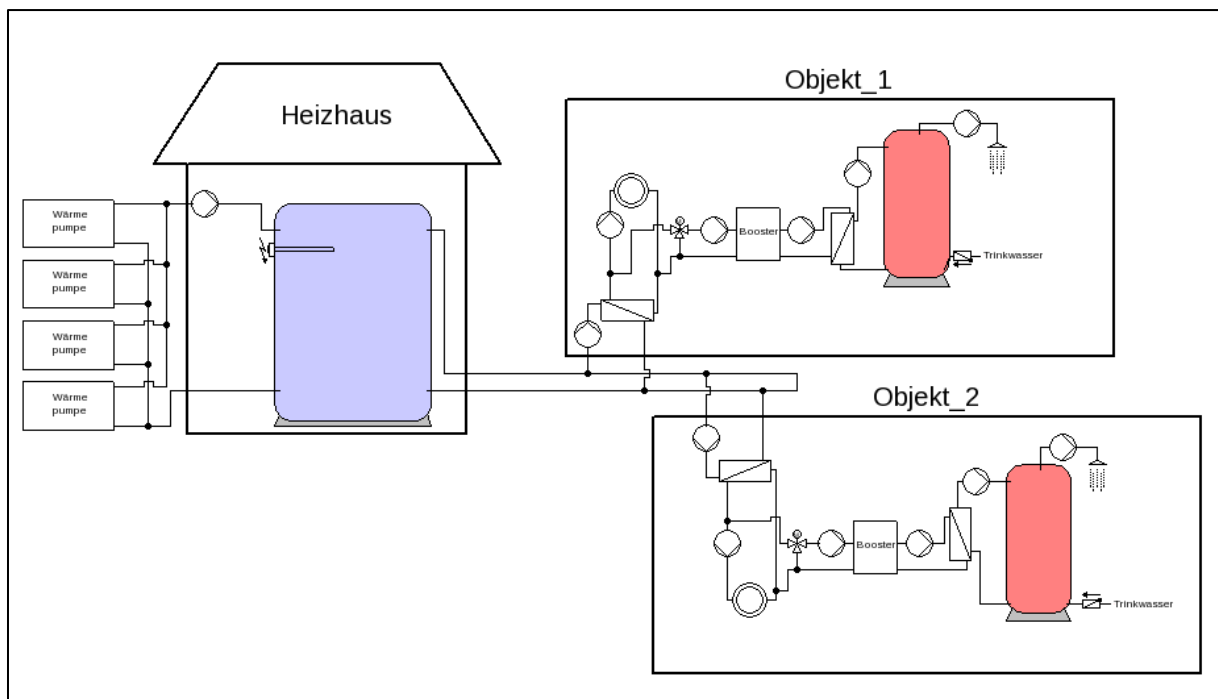 Objekt_1
Heizhaus
Wärme
pumpe
Wärme
pumpe
Wärme
pumpe
Wärme
pumpe
Booster
Trinkwasser
Objekt_2
Booster
Trinkwasser